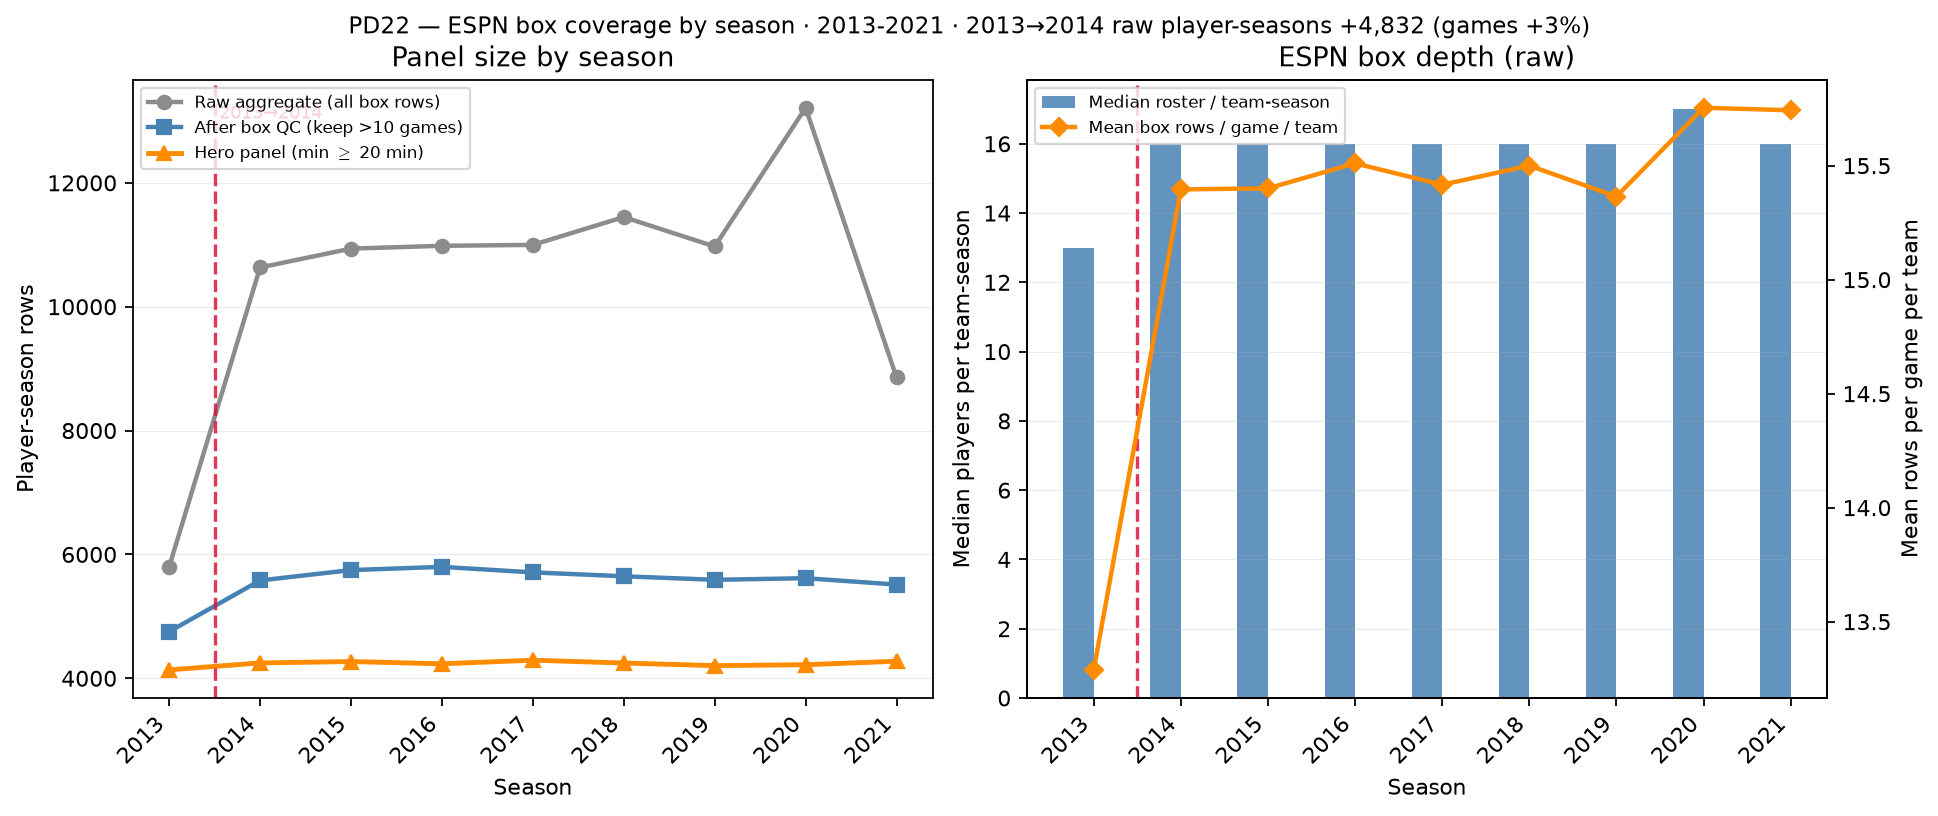 PD22 — ESPN box coverage by season · 2013-2021 · 2013→2014 raw player-seasons +4,832 (games +3%)
Panel size by season
Raw aggregate (all box rows)
2013→2014
After box QC (keep >10 games)
Hero panel (min ≥ 20 min)
12000
10000
8000
6000
4000
Player-season rows
2013
2014
2015
2016
2017
2018
2019
2020
2021
Season
ESPN box depth (raw)
Median roster / team-season
Mean box rows / game / team
16
14
12
10
8
6
4
2
0
Median players per team-season
15.5
15.0
14.5
14.0
13.5
Mean rows per game per team
2013
2014
2015
2016
2017
2018
2019
2020
2021
Season